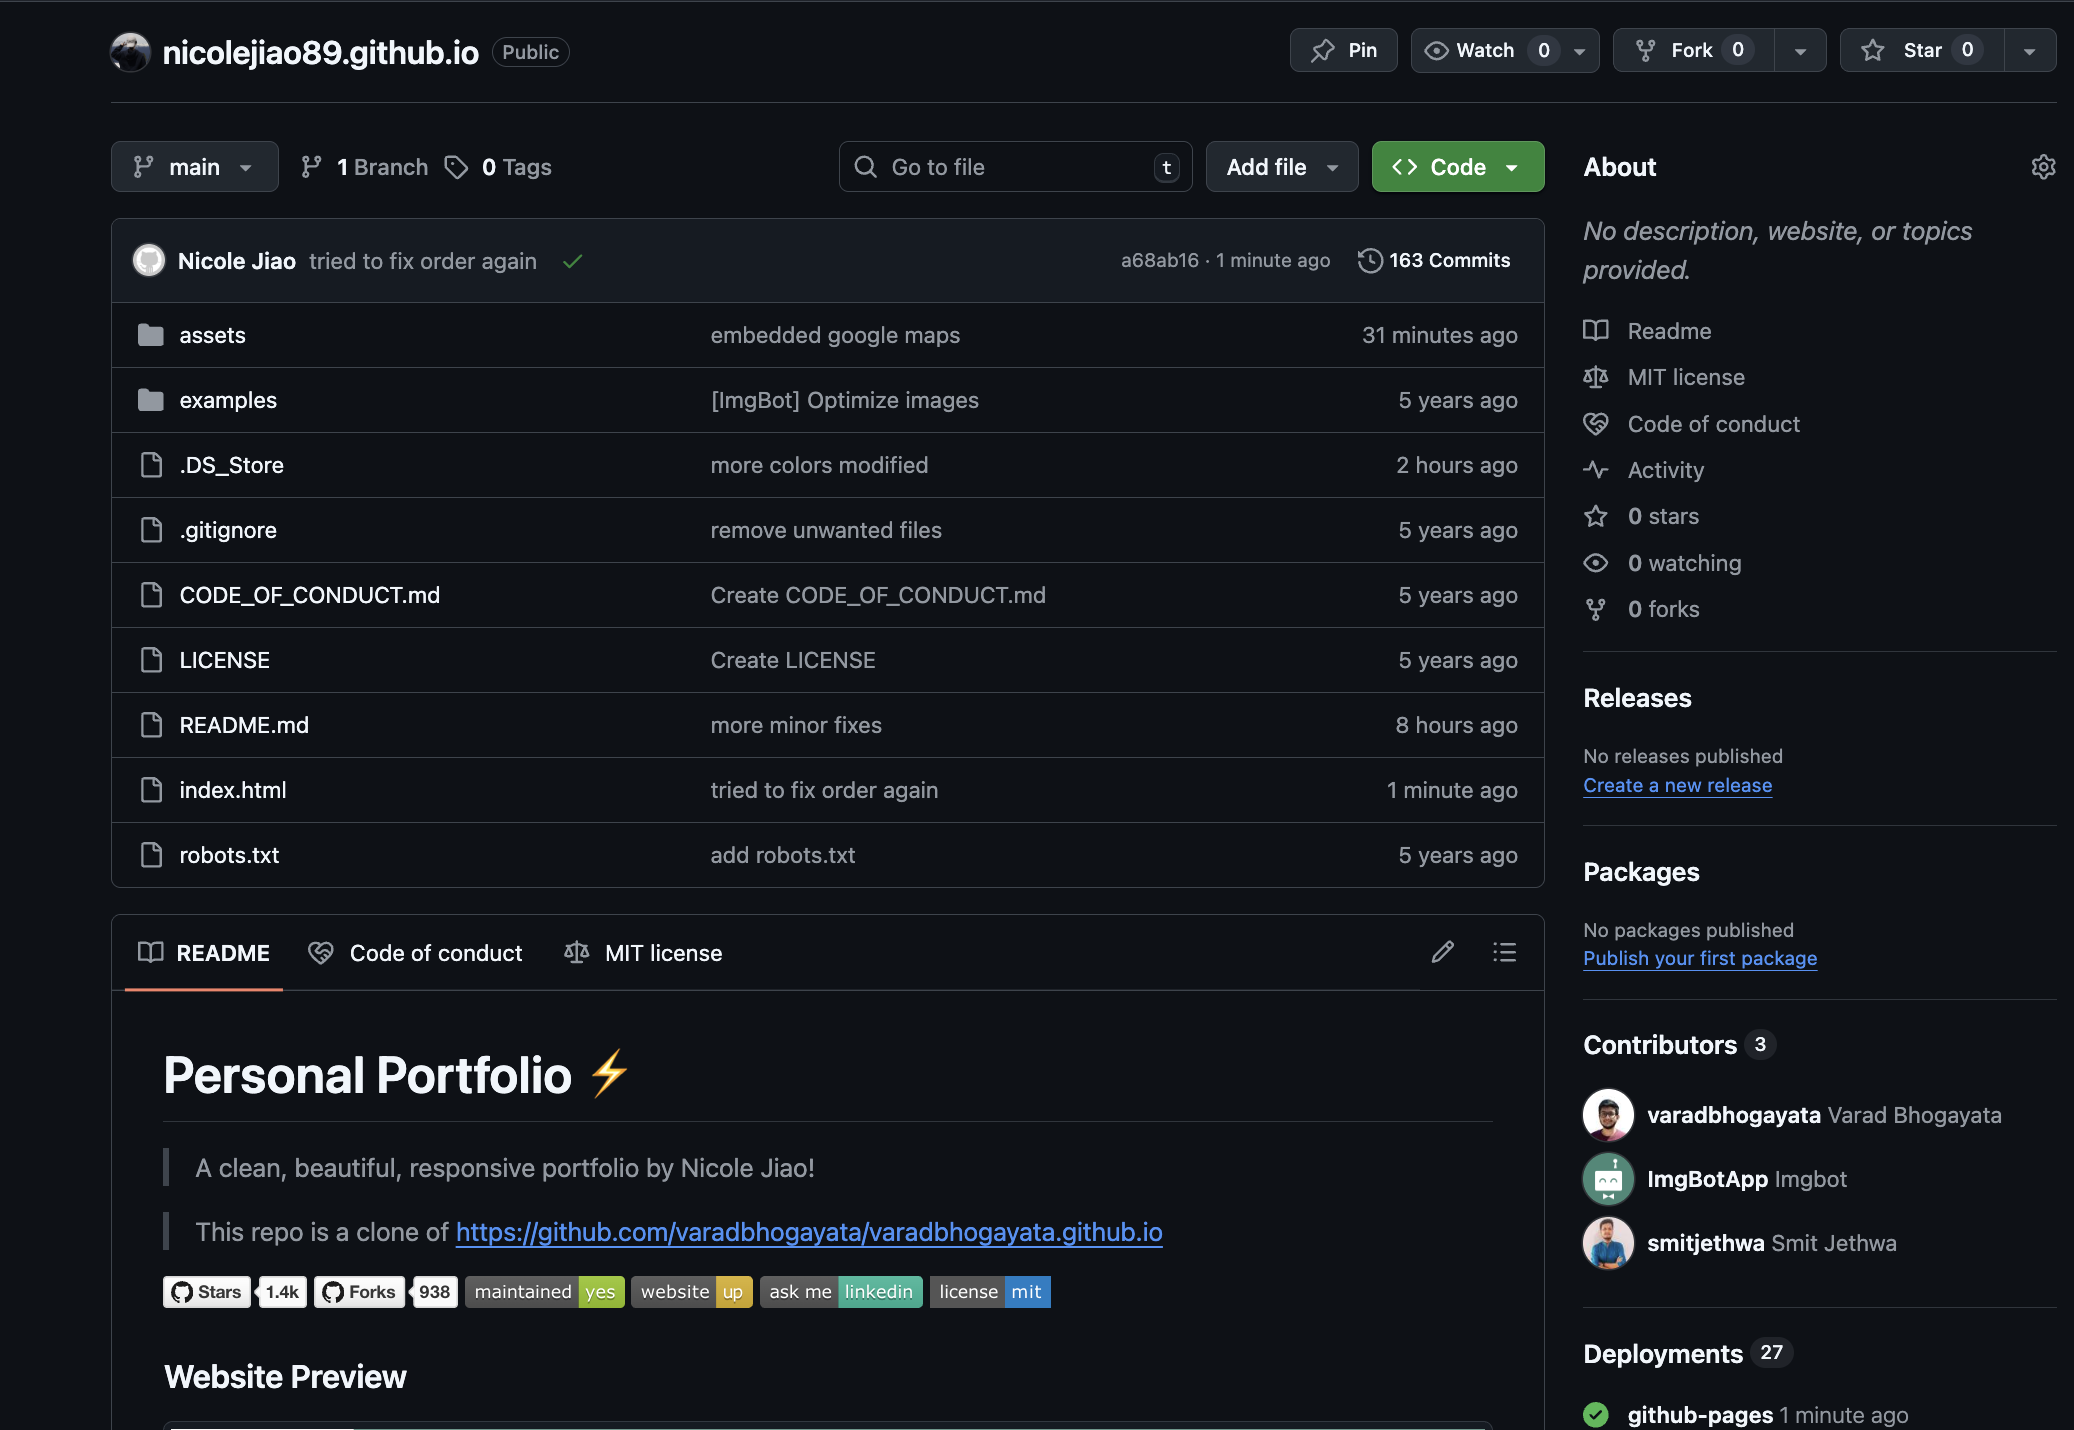 nicolejiao89.github.io Public Pin Watch 0 Fork 0 Star 0
main 1 Branch 0 Tags Go to file t Add file Code
Nicole Jiao tried to fix order again a68ab16 · 1 minute ago 163 Commits
assets embedded google maps 31 minutes ago
examples [ImgBot] Optimize images 5 years ago
.DS_Store more colors modified 2 hours ago
.gitignore remove unwanted files 5 years ago
CODE_OF_CONDUCT.md Create CODE_OF_CONDUCT.md 5 years ago
LICENSE Create LICENSE 5 years ago
README.md more minor fixes 8 hours ago
index.html tried to fix order again 1 minute ago
robots.txt add robots.txt 5 years ago
README Code of conduct MIT license
Personal Portfolio ⚡
A clean, beautiful, responsive portfolio by Nicole Jiao!
This repo is a clone of https://github.com/varadbhogayata/varadbhogayata.github.io
Stars 1.4k Forks 938 maintained yes website up ask me linkedin license mit
Website Preview
About
No description, website, or topics
provided.
Readme
MIT license
Code of conduct
Activity
0 stars
0 watching
0 forks
Releases
No releases published
Create a new release
Packages
No packages published
Publish your first package
Contributors 3
varadbhogayata Varad Bhogayata
ImgBotApp Imgbot
smitjethwa Smit Jethwa
Deployments 27
github-pages 1 minute ago